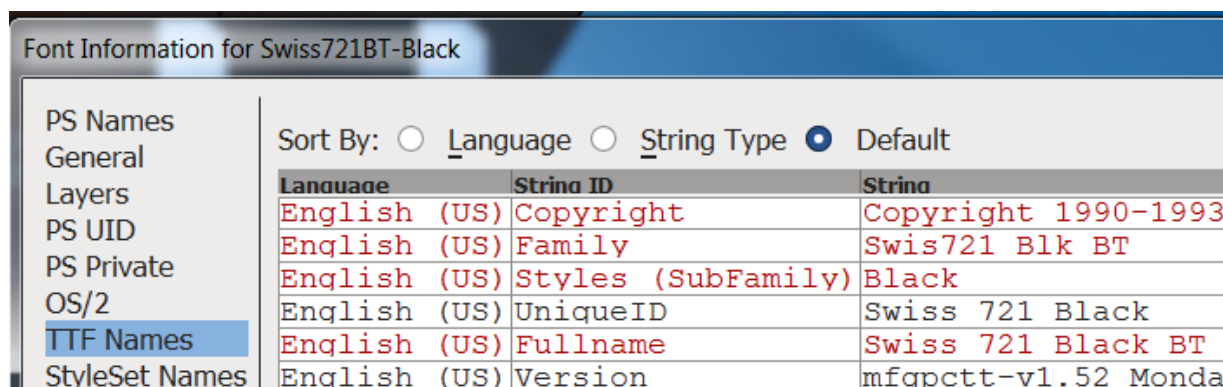 Font Information for Swiss721BT-Black
PS Names
General
Layers
PS UID
PS Private
OS/2
TTF Names
StyleSet Names
Sort By: Language String Type Default
Language String ID String
English (US) Copyright Copyright 1990-1993
English (US) Family Swis721 Blk BT
English (US) Styles (SubFamily) Black
English (US) UniqueID Swiss 721 Black
English (US) Fullname Swiss 721 Black BT
English (US) Version mfgpctt-v1.52 Monda